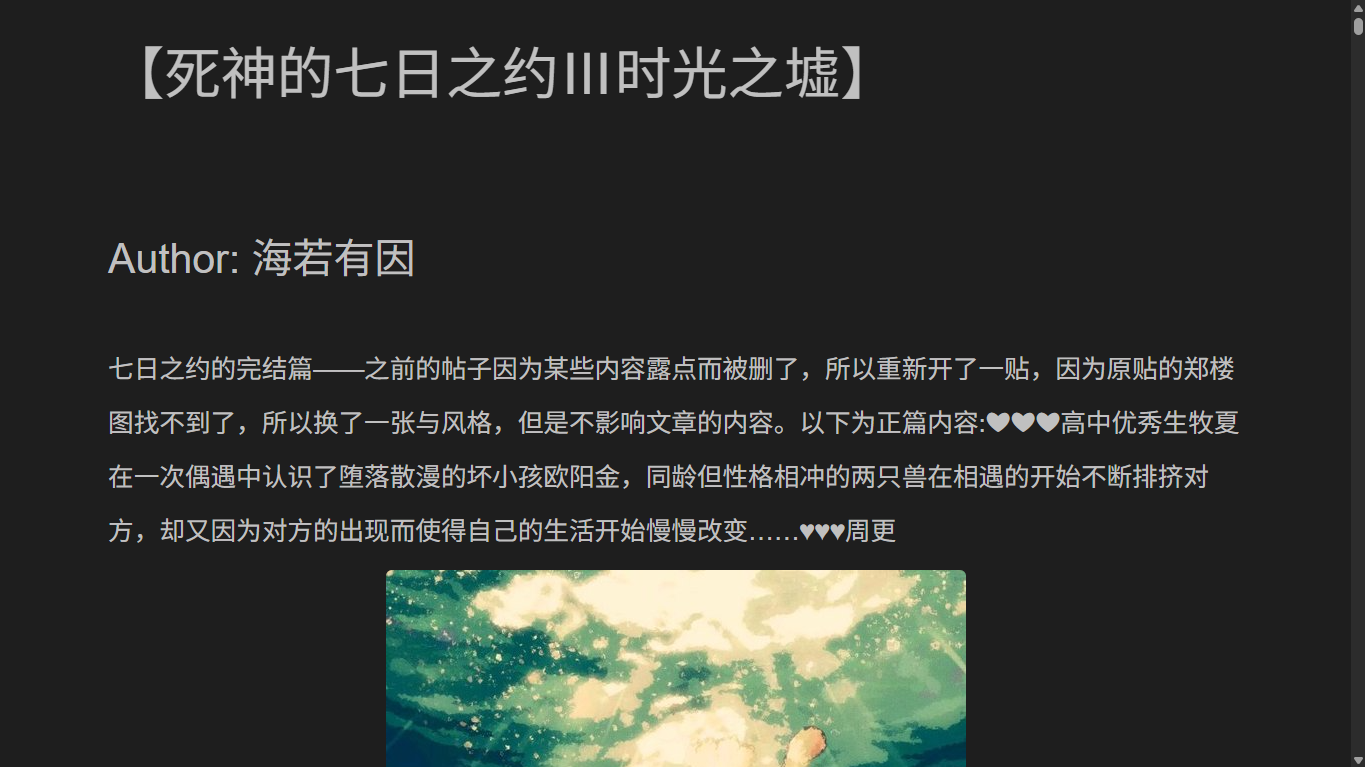 【死神的七日之约III时光之墟】
Author: 海若有因
七日之约的完结篇——之前的帖子因为某些内容露点而被删了，所以重新开了一贴，因为原贴的郑楼
图找不到了，所以换了一张与风格，但是不影响文章的内容。以下为正篇内容:♥♥♥高中优秀生牧夏
在一次偶遇中认识了堕落散漫的坏小孩欧阳金，同龄但性格相冲的两只兽在相遇的开始不断排挤对
方，却又因为对方的出现而使得自己的生活开始慢慢改变……♥♥♥周更